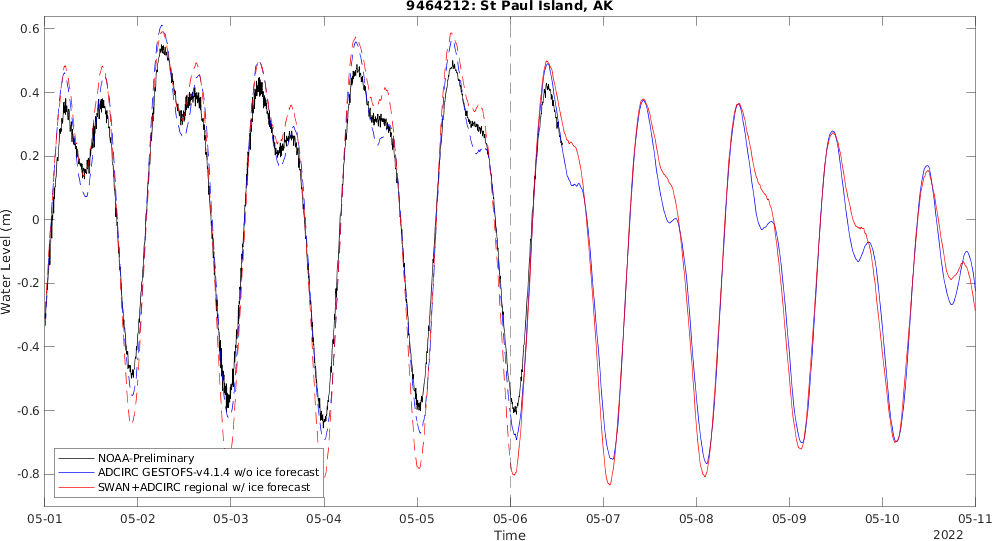 9464212: St Paul Island, AK
0.6
0.4
0.2
0
-0.2
-0.4
-0.6
-0.8
Water Level (m)
NOAA-Preliminary
ADCIRC GESTOFS-v4.1.4 w/o ice forecast
SWAN+ADCIRC regional w/ ice forecast
05-01 05-02 05-03 05-04 05-05 05-06 05-07 05-08 05-09 05-10 05-11
Time
2022